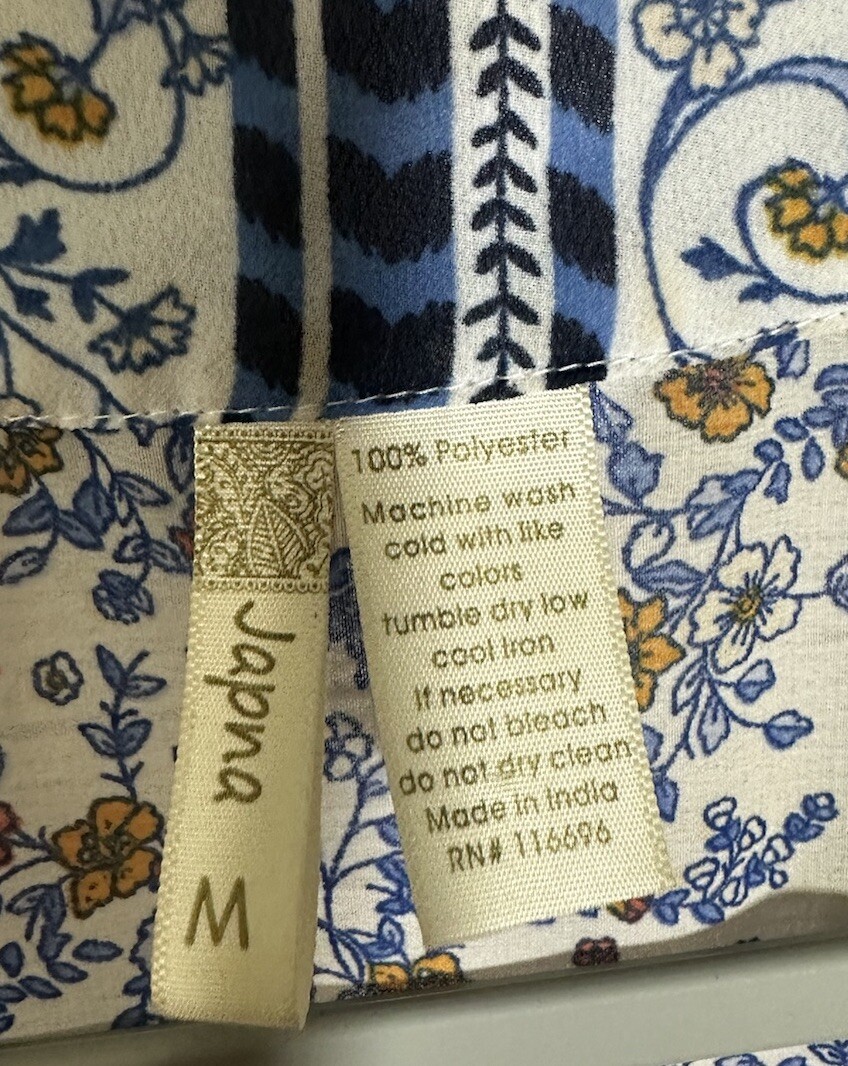 Japna
M
100% Polyester
Machine wash
cold with like
colors
tumble dry low
cool iron
if necessary
do not bleach
do not dry clean
Made in India
RN# 116696